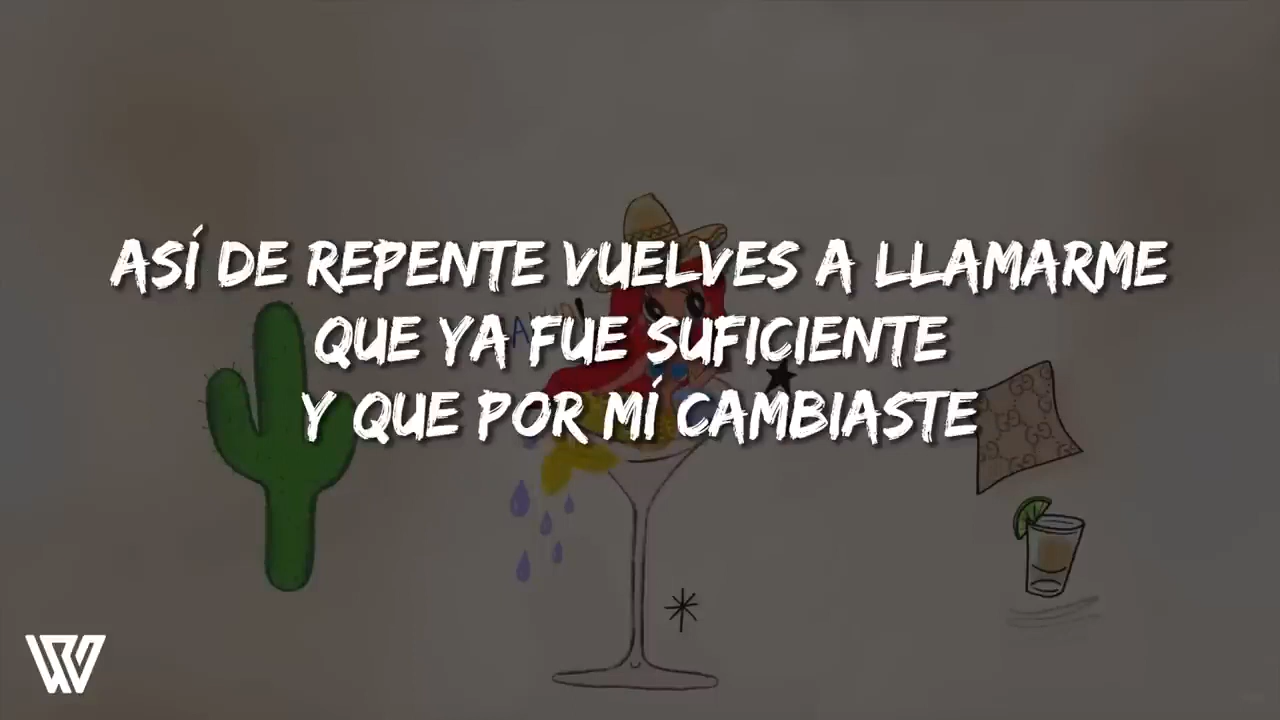 ASÍ DE REPENTE VUELVES A LLAMARME
QUE YA FUE SUFICIENTE
Y QUE POR MÍ CAMBIASTE